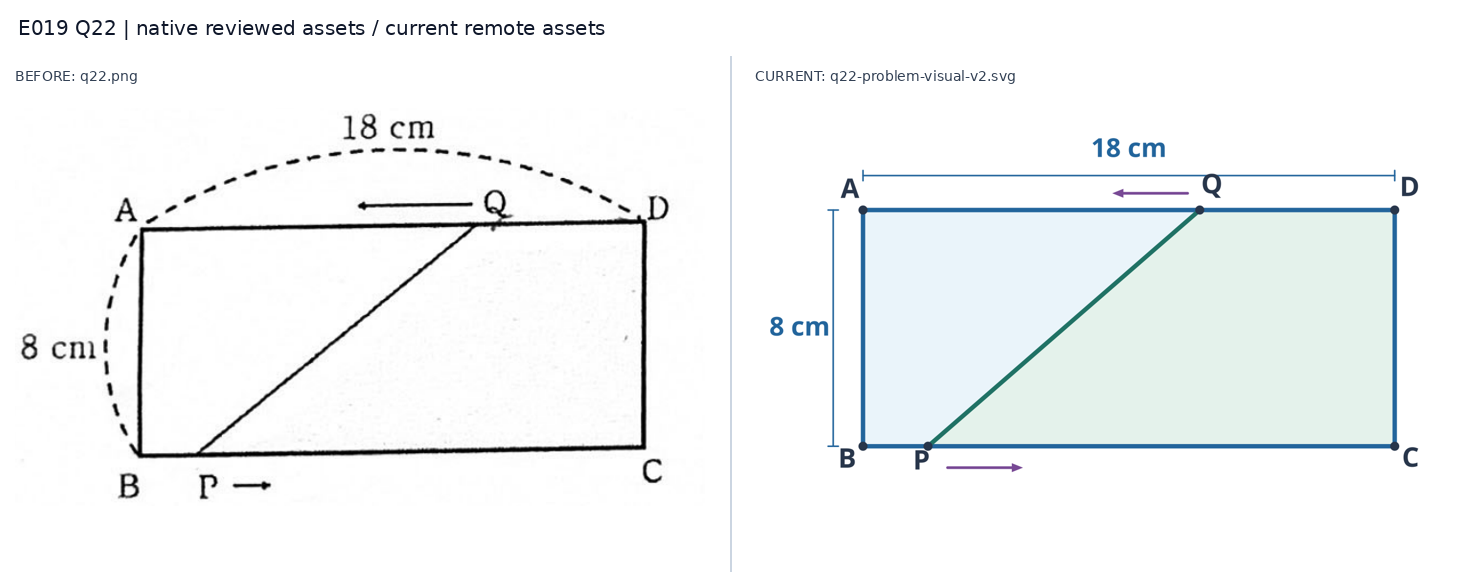 E019 Q22 | native reviewed assets / current remote assets
BEFORE: q22.png
18 cm
A
Q
D
8 cm
B
P
C
CURRENT: q22-problem-visual-v2.svg
18 cm
A
Q
D
8 cm
B
P
C